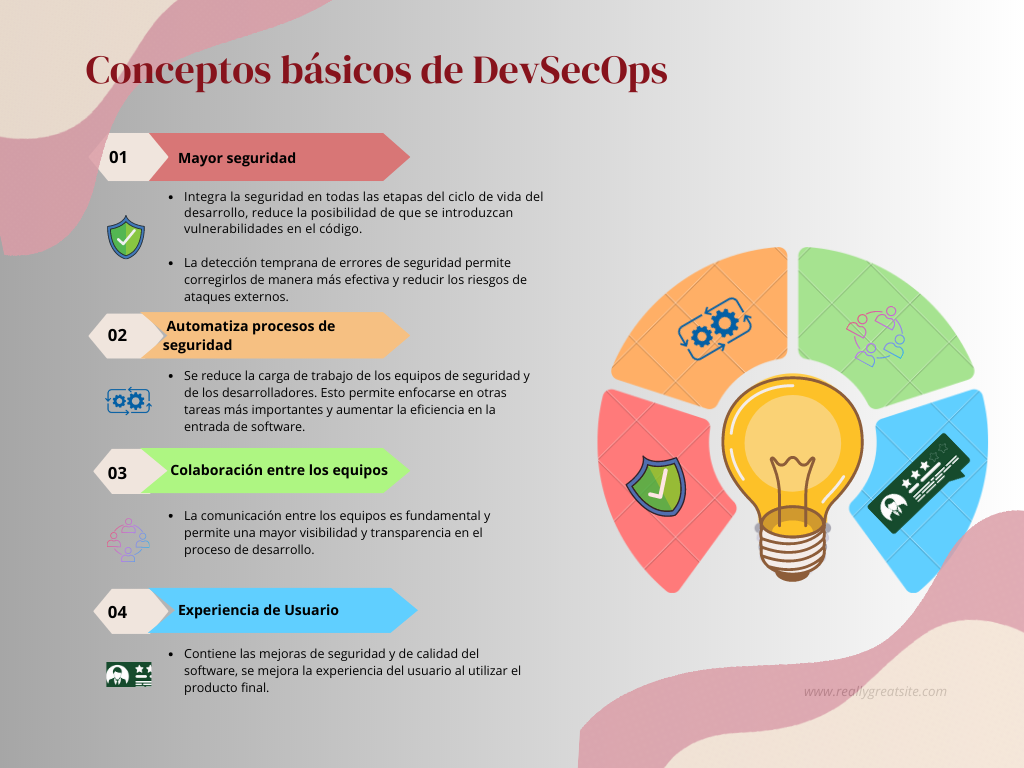 Conceptos básicos de DevSecOps
01
Mayor seguridad
• Integra la seguridad en todas las etapas del ciclo de vida del
desarrollo, reduce la posibilidad de que se introduzcan
vulnerabilidades en el código.
• La detección temprana de errores de seguridad permite
corregirlos de manera más efectiva y reducir los riesgos de
ataques externos.
02
Automatiza procesos de
seguridad
• Se reduce la carga de trabajo de los equipos de seguridad y
de los desarrolladores. Esto permite enfocarse en otras
tareas más importantes y aumentar la eficiencia en la
entrada de software.
03
Colaboración entre los equipos
• La comunicación entre los equipos es fundamental y
permite una mayor visibilidad y transparencia en el
proceso de desarrollo.
04
Experiencia de Usuario
• Contiene las mejoras de seguridad y de calidad del
software, se mejora la experiencia del usuario al utilizar el
producto final.
www.reallygreatsite.com